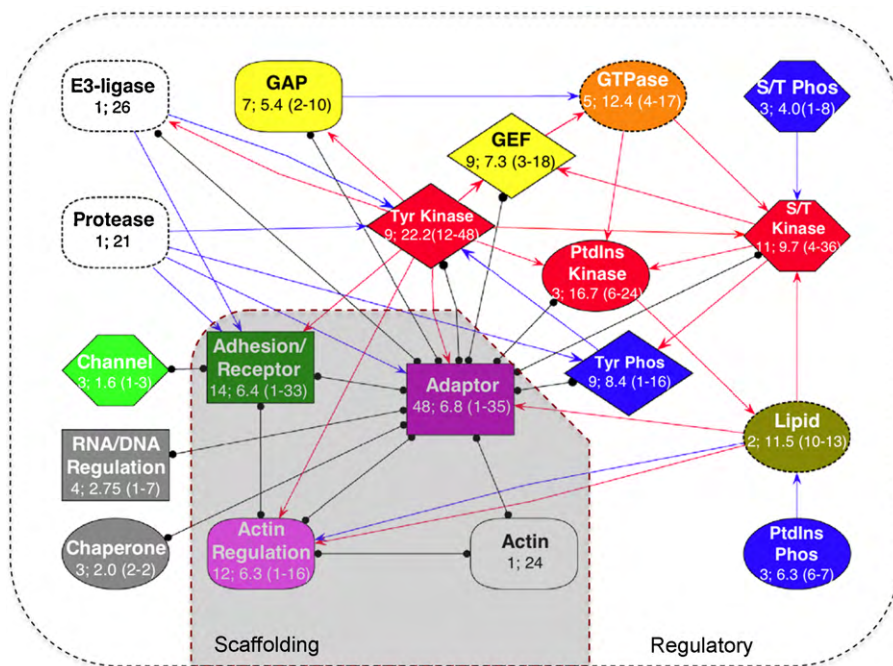 E3-ligase
1; 26
GAP
7; 5.4 (2-10)
GTPase
5; 12.4 (4-17)
S/T Phos
3; 4.0(1-8)
GEF
9; 7.3 (3-18)
Protease
1; 21
Tyr Kinase
9; 22.2(12-48)
S/T
Kinase
11; 9.7 (4-36)
PtdIns
Kinase
3; 16.7 (6-24)
Channel
3; 1.6 (1-3)
Adhesion/
Receptor
14; 6.4 (1-33)
Adaptor
48; 6.8 (1-35)
Tyr Phos
9; 8.4 (1-16)
Lipid
2; 11.5 (10-13)
RNA/DNA
Regulation
4; 2.75 (1-7)
Chaperone
3; 2.0 (2-2)
Actin
Regulation
12; 6.3 (1-16)
Actin
1; 24
PtdIns
Phos
3; 6.3 (6-7)
Scaffolding
Regulatory